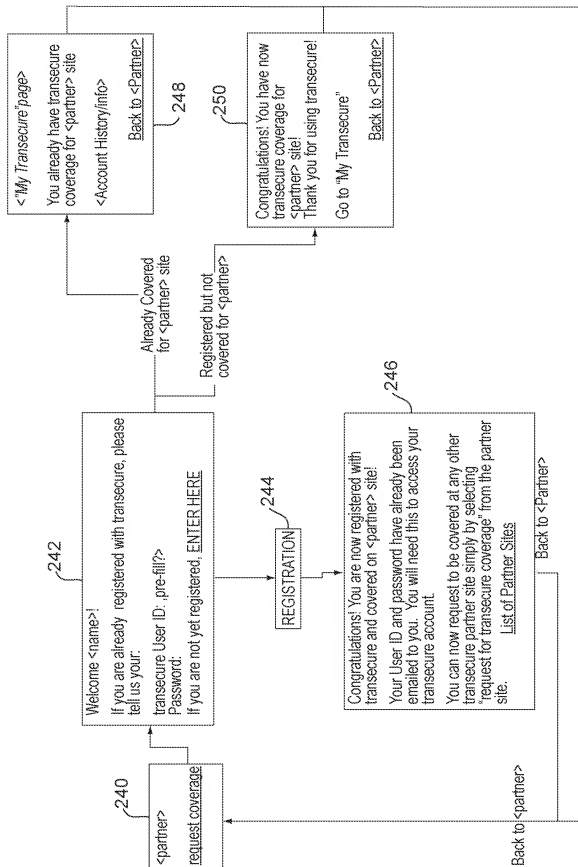 240
<partner>
request coverage
242
Welcome <name>!
If you are already registered with transecure, please
tell us your:
transecure User ID: ,pre-fill?>
Password:
If you are not yet registered, ENTER HERE
Already Covered
for <partner> site
Registered but not
covered for <partner>
<"My Transecure"page>
You already have transecure
coverage for <partner> site
<Account History/info>
Back to <Partner>
248
250
Congratulations! You have now
transecure coverage for
<partner> site!
Thank you for using transecure!
Go to "My Transecure"
Back to <Partner>
244
REGISTRATION
246
Congratulations! You are now registered with
transecure and covered on <partner> site!
Your User ID and password have already been
emailed to you. You will need this to access your
transecure account.
You can now request to be covered at any other
transecure partner site simply by selecting
"request for transecure coverage" from the partner
site.
List of Partner Sites
Back to <Partner>
Back to <partner>